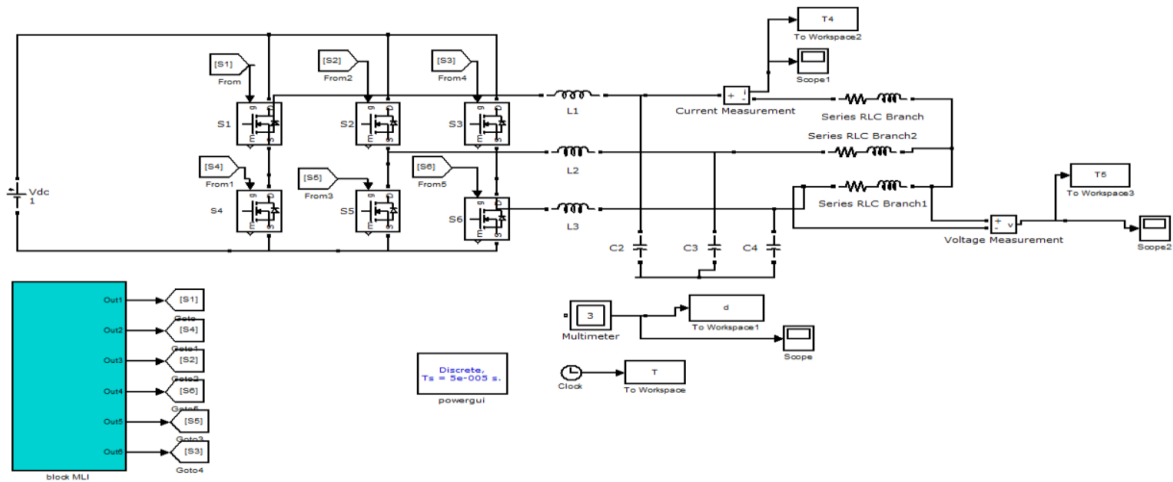 T4
To Workspace2
[S1]
[S2]
[S3]
Scope1
From
From2
From4
g
D
g
D
g
D
L1
+
i
-
Current Measurement
Series RLC Branch
S1
S2
S3
m
S
m
S
m
S
Series RLC Branch2
[S4]
[S5]
[S6]
From1
From3
From5
L2
T5
To Workspace3
Vdc
1
g
D
g
D
g
D
S4
S5
S6
m
S
m
S
m
S
L3
Series RLC Branch1
+
-
v
Voltage Measurement
Scope2
C2
C3
C4
Out1
[S1]
Goto
Out2
[S4]
Goto1
Out3
[S2]
Goto2
Out4
[S6]
Goto5
Out5
[S5]
Goto3
Out6
[S3]
Goto4
block MLI
3
Multimeter
d
To Workspace1
Scope
Discrete,
Ts = 5e-005 s.
powergui
Clock
T
To Workspace